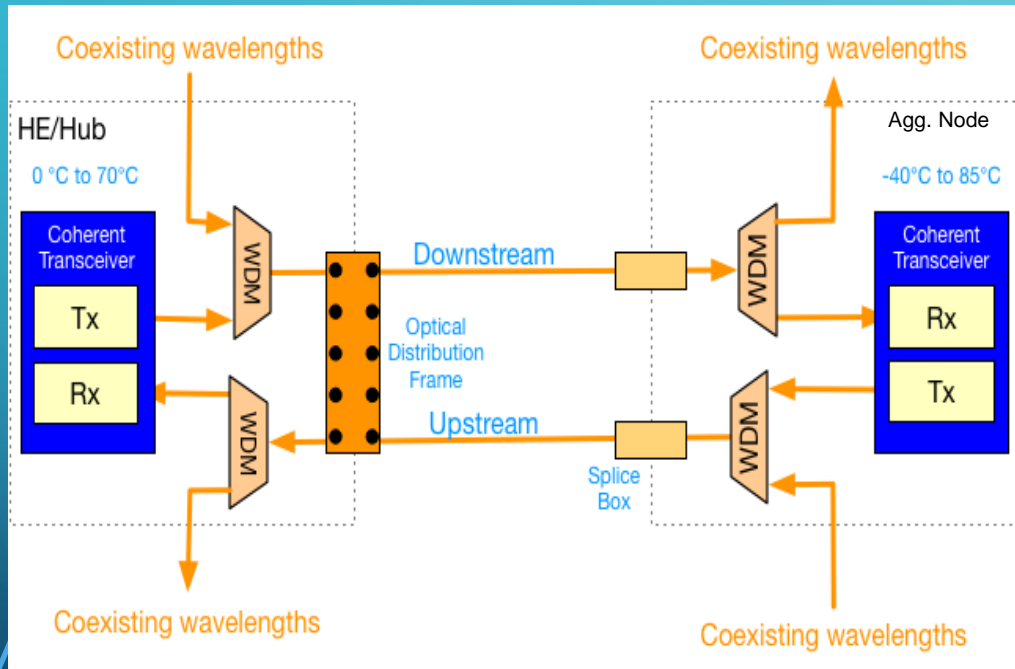 Coexisting wavelengths
Coexisting wavelengths
HE/Hub
Agg. Node
0 °C to 70°C
-40°C to 85°C
Coherent
Transceiver
Tx
Rx
WDM
WDM
Downstream
Optical
Distribution
Frame
Upstream
Splice
Box
WDM
WDM
Coherent
Transceiver
Rx
Tx
Coexisting wavelengths
Coexisting wavelengths